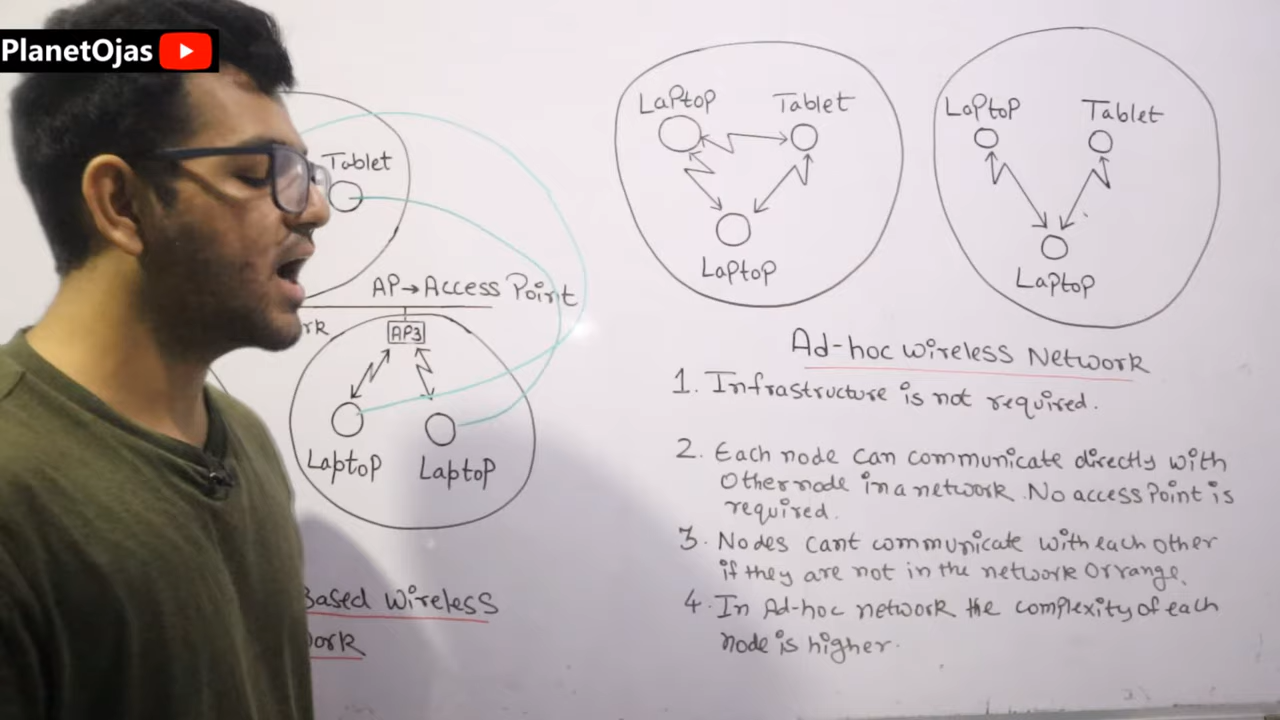 PlanetOjas
Tablet
AP→Access Point
AP3
Laptop
Laptop
Based Wireless
Laptop
Tablet
Laptop
Laptop
Tablet
Laptop
Ad-hoc wireless Network
1. Infrastructure is not required.
2. Each node can communicate directly with
Other node in a network. No access Point is
required.
3. Nodes cant communicate with each other
if they are not in the network Or range.
4. In Ad-hoc network the complexity of each
node is higher.